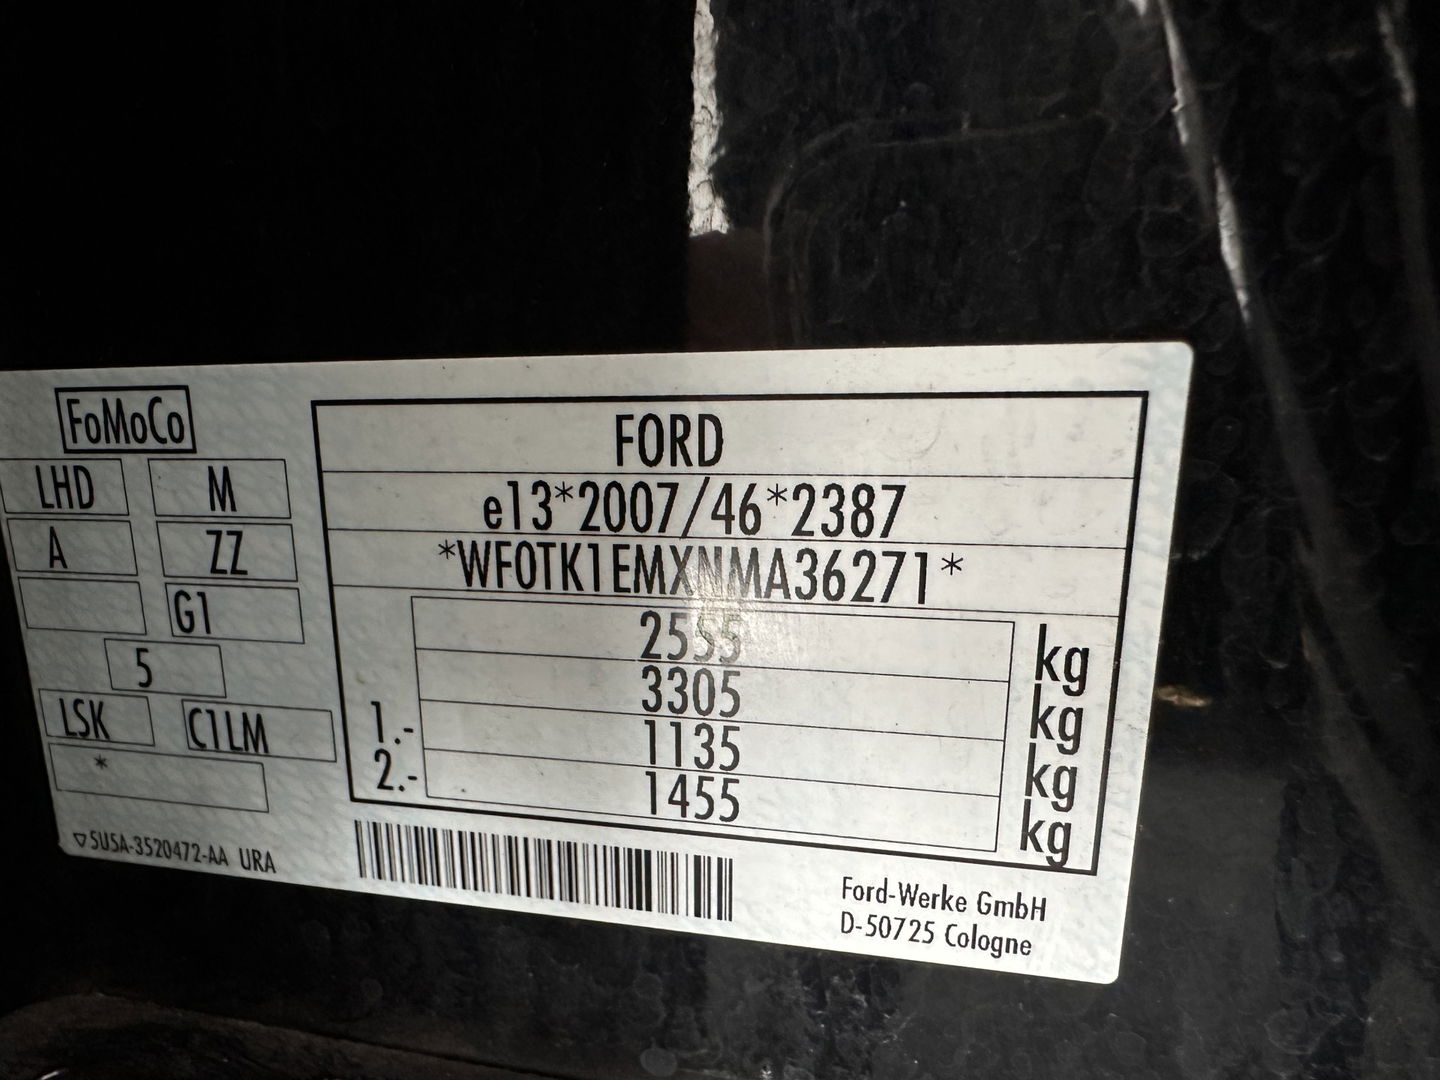 FoMoCo
LHD M
A ZZ
G1
5
LSK C1LM
*
5U5A-3520472-AA URA
FORD
e13*2007/46*2387
*WF0TK1EMXNMA36271*
2555 kg
3305 kg
1.- 1135 kg
2.- 1455 kg
Ford-Werke GmbH
D-50725 Cologne